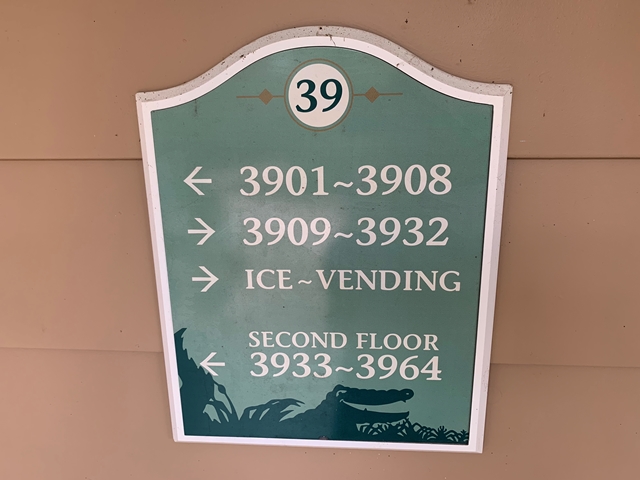 39
← 3901~3908
→ 3909~3932
→ ICE~VENDING
SECOND FLOOR
← 3933~3964